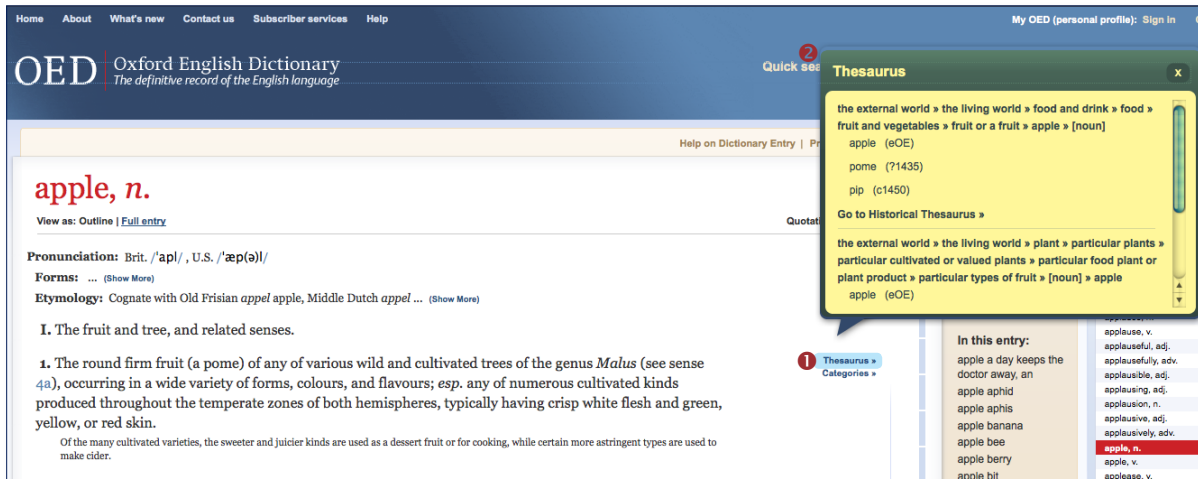 Home About What's new Contact us Subscriber services Help
My OED (personal profile): Sign in
OED Oxford English Dictionary
The definitive record of the English language
2
Quick
Thesaurus x
the external world » the living world » food and drink » food »
fruit and vegetables » fruit or a fruit » apple » [noun]
apple (eOE)
pome (?1435)
pip (c1450)
Go to Historical Thesaurus »
the external world » the living world » plant » particular plants »
particular cultivated or valued plants » particular food plant or
plant product » particular types of fruit » [noun] » apple
apple (eOE)
Help on Dictionary Entry |
apple, n.
View as: Outline | Full entry
Pronunciation: Brit. /ˈapl/ , U.S. /ˈæp(ə)l/
Forms: ... (Show More)
Etymology: Cognate with Old Frisian appel apple, Middle Dutch appel ... (Show More)
I. The fruit and tree, and related senses.
1. The round firm fruit (a pome) of any of various wild and cultivated trees of the genus Malus (see sense
4a), occurring in a wide variety of forms, colours, and flavours; esp. any of numerous cultivated kinds
produced throughout the temperate zones of both hemispheres, typically having crisp white flesh and green,
yellow, or red skin.
Of the many cultivated varieties, the sweeter and juicier kinds are used as a dessert fruit or for cooking, while certain more astringent types are used to
make cider.
1
Thesaurus »
Categories »
In this entry:
apple a day keeps the
doctor away, an
apple aphid
apple aphis
apple banana
apple bee
apple berry
apple bit
applause, v.
applauseful, adj.
applausefully, adv.
applausible, adj.
applausing, adj.
applausion, n.
applausive, adj.
applausively, adv.
apple, n.
apple, v.
applease, v.